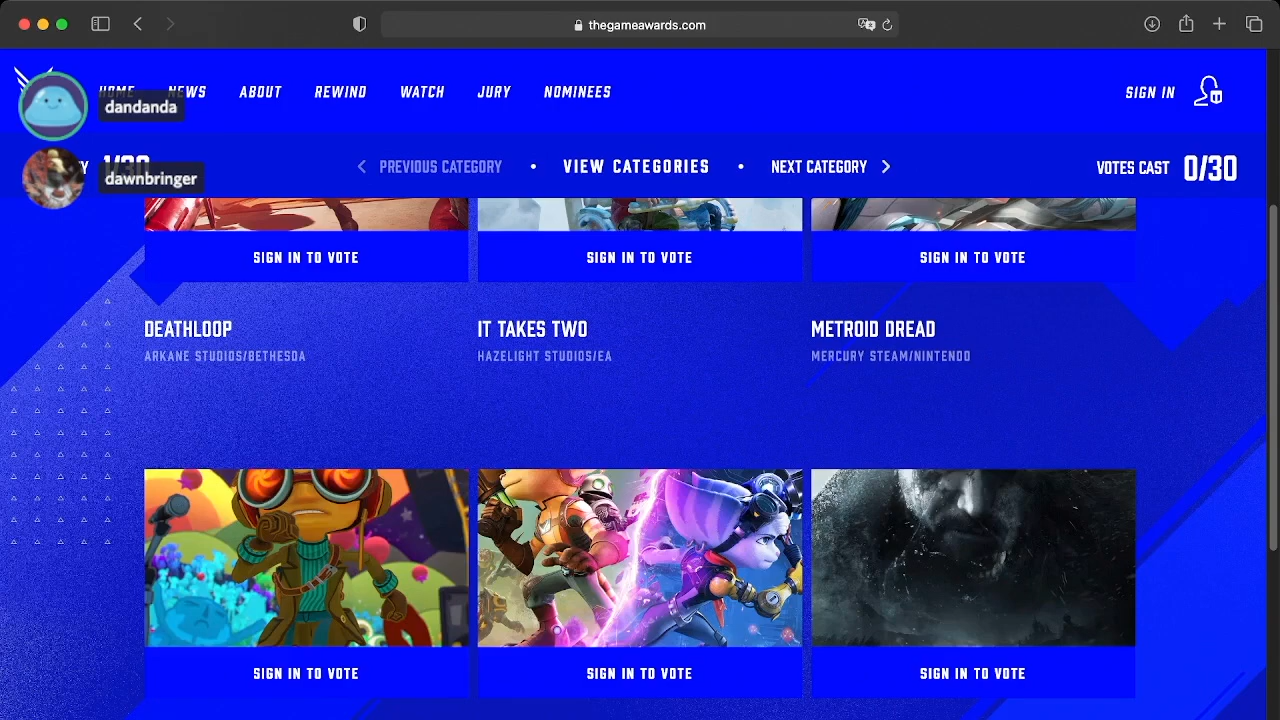 thegameawards.com
HOME NEWS ABOUT REWIND WATCH JURY NOMINEES SIGN IN
dandanda
1/30 PREVIOUS CATEGORY • VIEW CATEGORIES • NEXT CATEGORY VOTES CAST 0/30
dawnbringer
SIGN IN TO VOTE SIGN IN TO VOTE SIGN IN TO VOTE
DEATHLOOP IT TAKES TWO METROID DREAD
ARKANE STUDIOS/BETHESDA HAZELIGHT STUDIOS/EA MERCURY STEAM/NINTENDO
SIGN IN TO VOTE SIGN IN TO VOTE SIGN IN TO VOTE